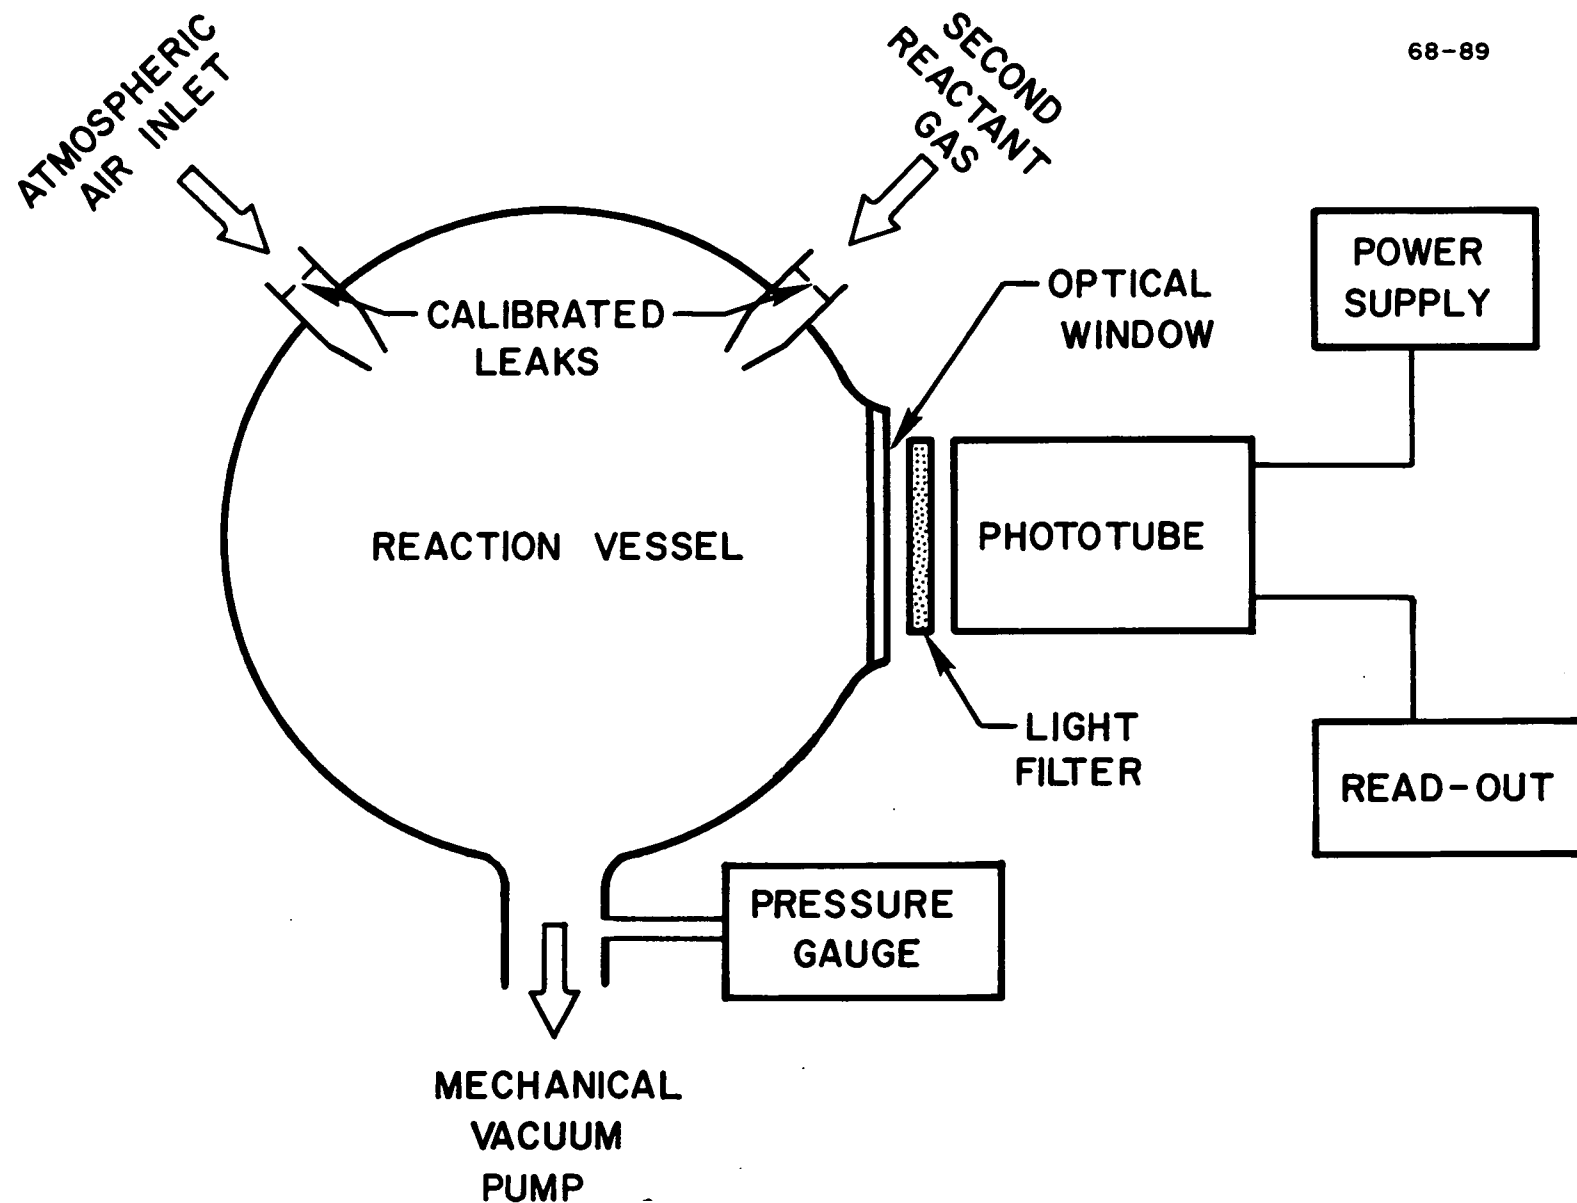 68-89
ATMOSPHERIC
AIR INLET
SECOND
REACTANT
GAS
CALIBRATED
LEAKS
OPTICAL
WINDOW
POWER
SUPPLY
REACTION VESSEL
PHOTOTUBE
LIGHT
FILTER
READ-OUT
PRESSURE
GAUGE
MECHANICAL
VACUUM
PUMP